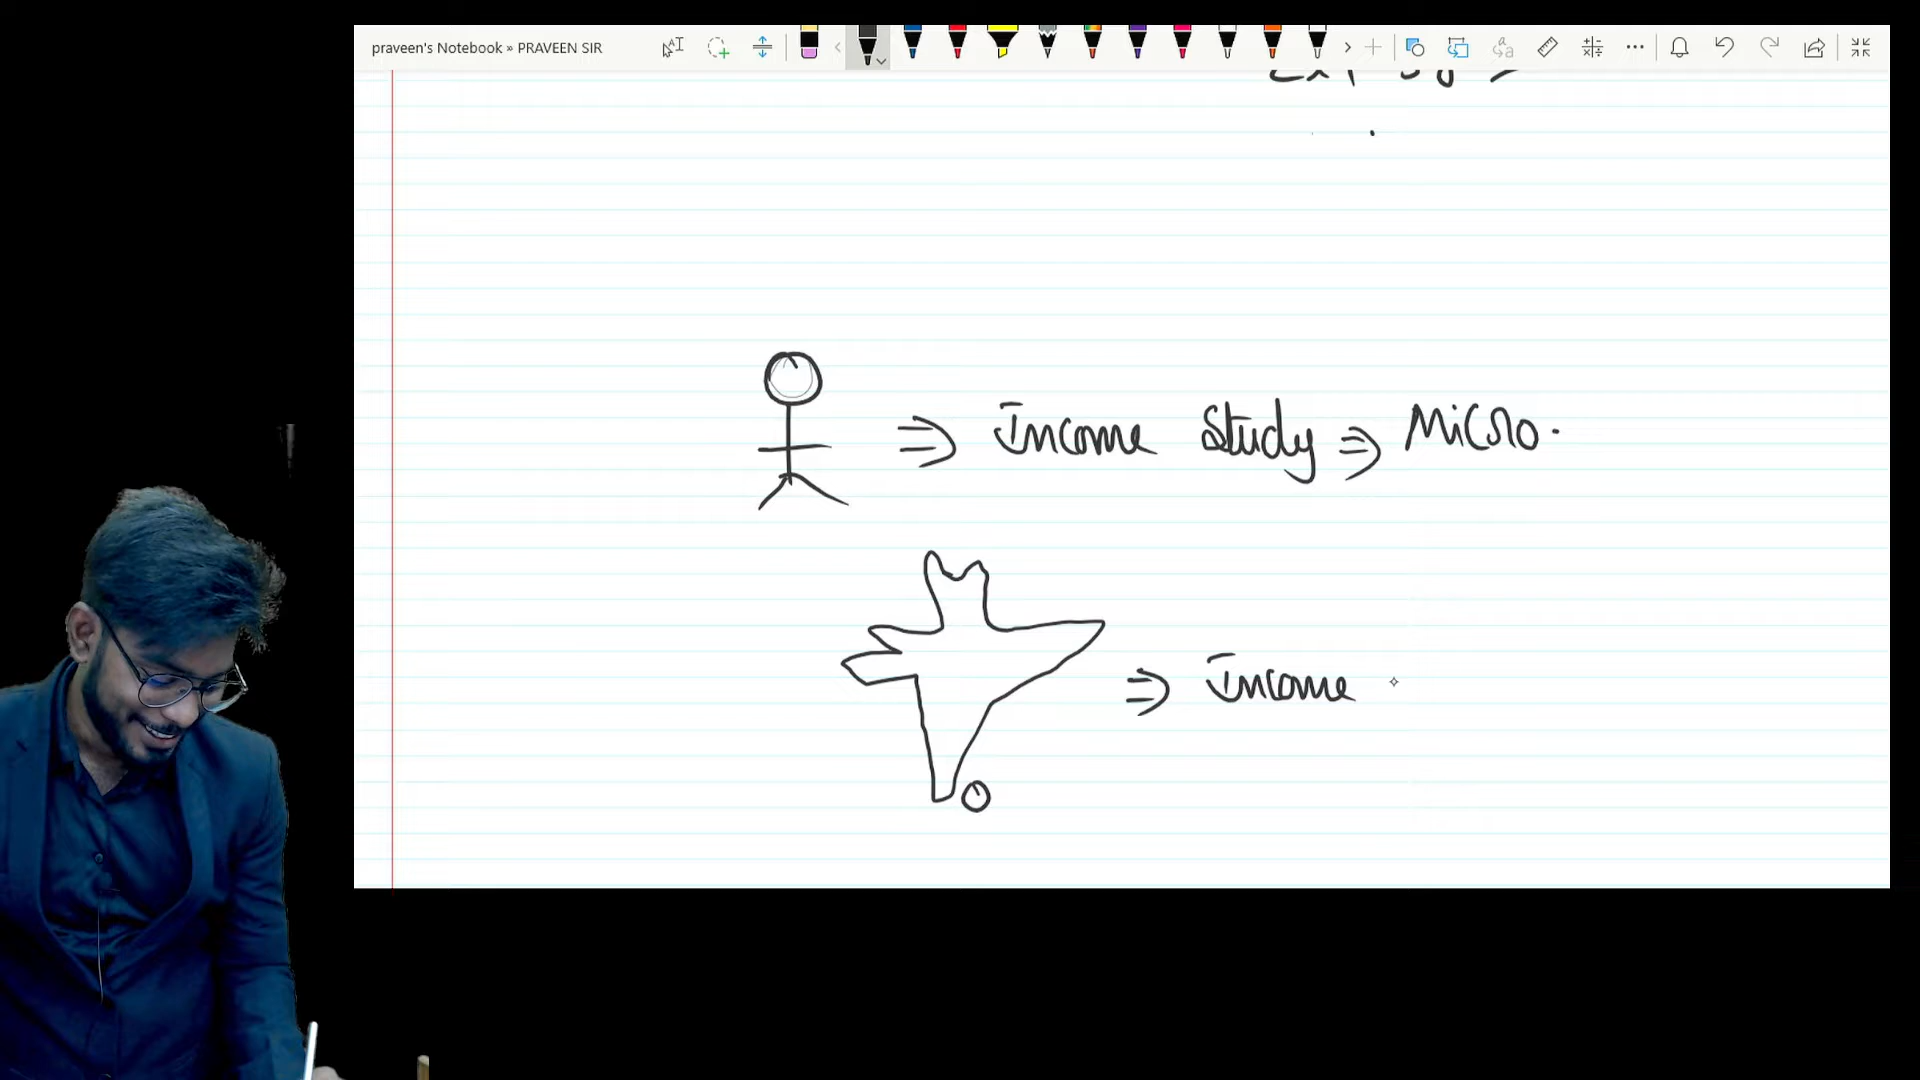 praveen's Notebook » PRAVEEN SIR
⇒ Income Study ⇒ Micro.
⇒ Income